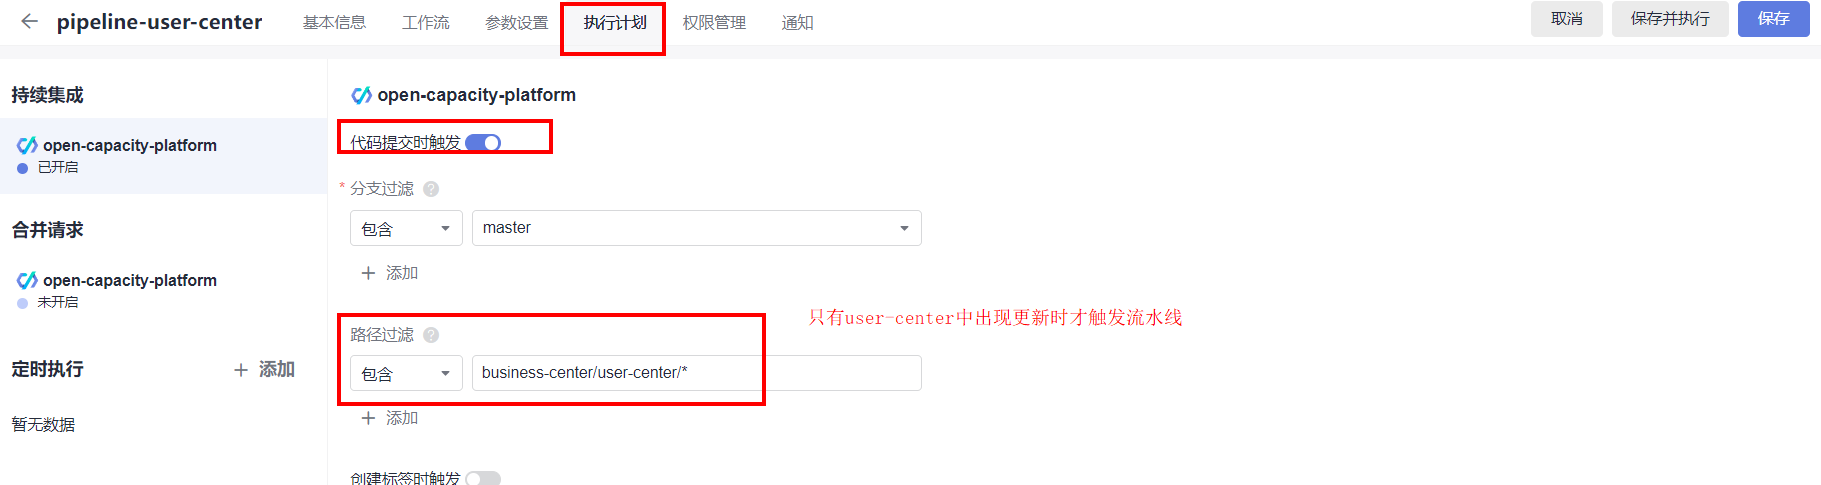 pipeline-user-center 基本信息 工作流 参数设置 执行计划 权限管理 通知 取消 保存并执行 保存
持续集成
open-capacity-platform
已开启
合并请求
open-capacity-platform
未开启
定时执行 + 添加
暂无数据
open-capacity-platform
代码提交时触发
* 分支过滤 ?
包含 master
+ 添加
路径过滤 ?
包含 business-center/user-center/*
+ 添加
只有user-center中出现更新时才触发流水线
创建标签时触发